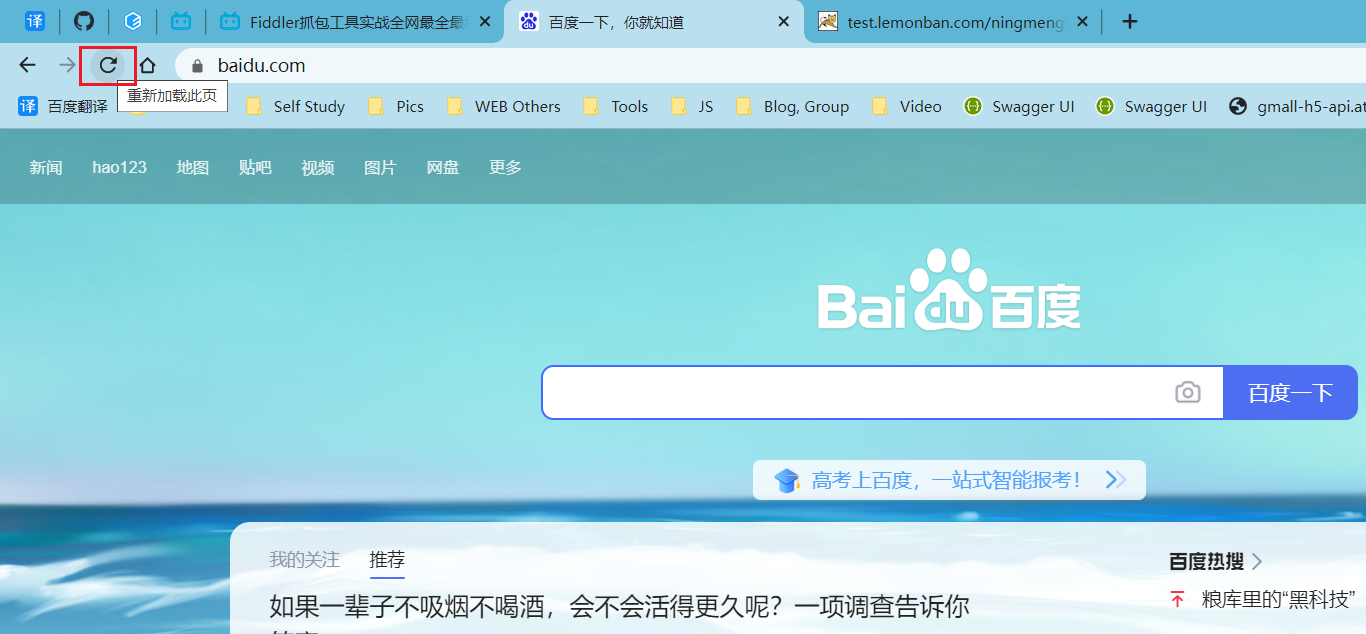 译
Fiddler抓包工具实战全网最全最
百度一下，你就知道
test.lemonban.com/ningmeng
baidu.com
重新加载此页
译 百度翻译 Self Study Pics WEB Others Tools JS Blog, Group Video Swagger UI Swagger UI gmall-h5-api.at
新闻 hao123 地图 贴吧 视频 图片 网盘 更多
Bai du 百度
百度一下
高考上百度，一站式智能报考！
我的关注 推荐
百度热搜
如果一辈子不吸烟不喝酒，会不会活得更久呢？一项调查告诉你
粮库里的“黑科技”